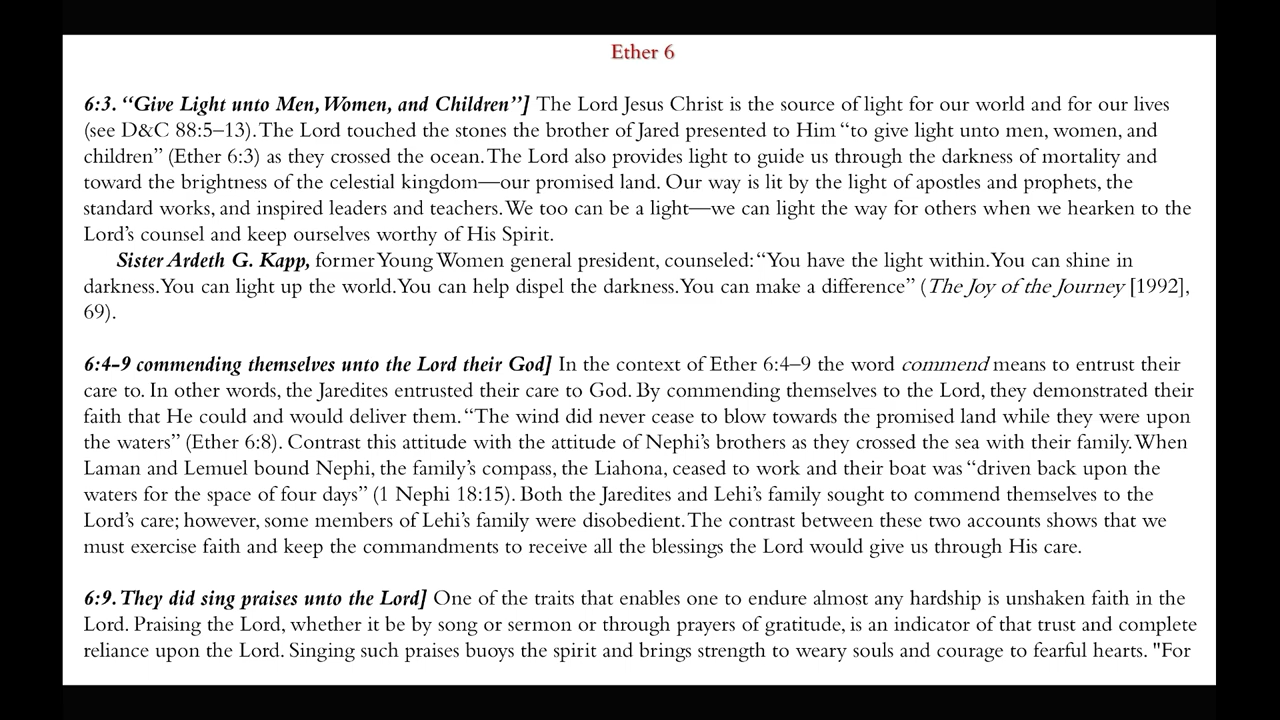 Ether 6
6:3. “Give Light unto Men, Women, and Children”] The Lord Jesus Christ is the source of light for our world and for our lives
(see D&C 88:5–13). The Lord touched the stones the brother of Jared presented to Him “to give light unto men, women, and
children” (Ether 6:3) as they crossed the ocean. The Lord also provides light to guide us through the darkness of mortality and
toward the brightness of the celestial kingdom—our promised land. Our way is lit by the light of apostles and prophets, the
standard works, and inspired leaders and teachers. We too can be a light—we can light the way for others when we hearken to the
Lord’s counsel and keep ourselves worthy of His Spirit.
Sister Ardeth G. Kapp, former Young Women general president, counseled: “You have the light within. You can shine in
darkness. You can light up the world. You can help dispel the darkness. You can make a difference” (The Joy of the Journey [1992],
69).
6:4–9 commending themselves unto the Lord their God] In the context of Ether 6:4–9 the word commend means to entrust their
care to. In other words, the Jaredites entrusted their care to God. By commending themselves to the Lord, they demonstrated their
faith that He could and would deliver them. “The wind did never cease to blow towards the promised land while they were upon
the waters” (Ether 6:8). Contrast this attitude with the attitude of Nephi’s brothers as they crossed the sea with their family. When
Laman and Lemuel bound Nephi, the family’s compass, the Liahona, ceased to work and their boat was “driven back upon the
waters for the space of four days” (1 Nephi 18:15). Both the Jaredites and Lehi’s family sought to commend themselves to the
Lord’s care; however, some members of Lehi’s family were disobedient. The contrast between these two accounts shows that we
must exercise faith and keep the commandments to receive all the blessings the Lord would give us through His care.
6:9. They did sing praises unto the Lord] One of the traits that enables one to endure almost any hardship is unshaken faith in the
Lord. Praising the Lord, whether it be by song or sermon or through prayers of gratitude, is an indicator of that trust and complete
reliance upon the Lord. Singing such praises buoys the spirit and brings strength to weary souls and courage to fearful hearts. "For